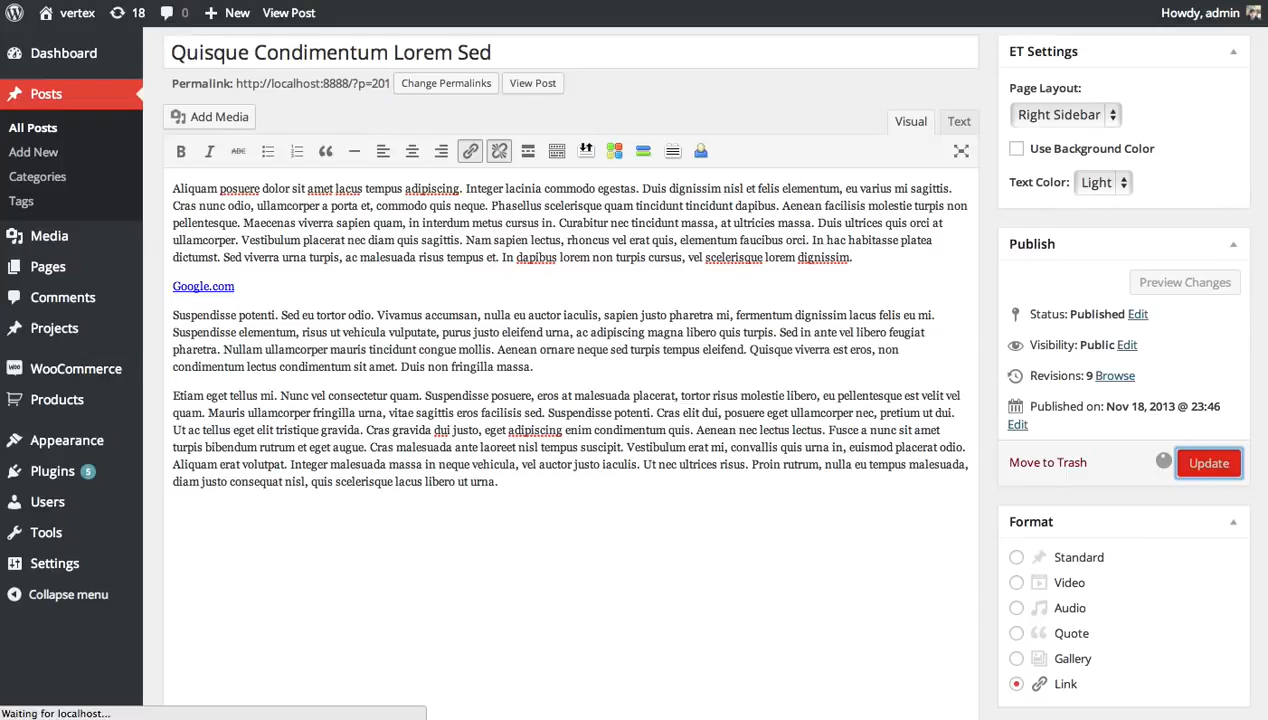 vertex 18 0 New View Post Howdy, admin
Dashboard
Posts
All Posts
Add New
Categories
Tags
Media
Pages
Comments
Projects
WooCommerce
Products
Appearance
Plugins 5
Users
Tools
Settings
Collapse menu
Quisque Condimentum Lorem Sed
Permalink: http://localhost:8888/?p=201 Change Permalinks View Post
Add Media
Visual Text
B I ABC
Aliquam posuere dolor sit amet lacus tempus adipiscing. Integer lacinia commodo egestas. Duis dignissim nisl et felis elementum, eu varius mi sagittis.
Cras nunc odio, ullamcorper a porta et, commodo quis neque. Phasellus scelerisque quam tincidunt tincidunt dapibus. Aenean facilisis molestie turpis non
pellentesque. Maecenas viverra sapien quam, in interdum metus cursus in. Curabitur nec tincidunt massa, at ultricies massa. Duis ultrices quis orci at
ullamcorper. Vestibulum placerat nec diam quis sagittis. Nam sapien lectus, rhoncus vel erat quis, elementum faucibus orci. In hac habitasse platea
dictumst. Sed viverra urna turpis, ac malesuada risus tempus et. In dapibus lorem non turpis cursus, vel scelerisque lorem dignissim.
Google.com
Suspendisse potenti. Sed eu tortor odio. Vivamus accumsan, nulla eu auctor iaculis, sapien justo pharetra mi, fermentum dignissim lacus felis eu mi.
Suspendisse elementum, risus ut vehicula vulputate, purus justo eleifend urna, ac adipiscing magna libero quis turpis. Sed in ante vel libero feugiat
pharetra. Nullam ullamcorper mauris tincidunt congue mollis. Aenean ornare neque sed turpis tempus eleifend. Quisque viverra est eros, non
condimentum lectus condimentum sit amet. Duis non fringilla massa.
Etiam eget tellus mi. Nunc vel consectetur quam. Suspendisse posuere, eros at malesuada placerat, tortor risus molestie libero, eu pellentesque est velit vel
quam. Mauris ullamcorper fringilla urna, vitae sagittis eros facilisis sed. Suspendisse potenti. Cras elit dui, posuere eget ullamcorper nec, pretium ut dui.
Ut ac tellus eget elit tristique gravida. Cras gravida dui justo, eget adipiscing enim condimentum quis. Aenean nec lectus lectus. Fusce a nunc sit amet
turpis bibendum rutrum et eget augue. Cras malesuada ante laoreet nisl tempus suscipit. Vestibulum erat mi, convallis quis urna in, euismod placerat odio.
Aliquam erat volutpat. Integer malesuada massa in neque vehicula, vel auctor justo iaculis. Ut nec ultrices risus. Proin rutrum, nulla eu tempus malesuada,
diam justo consequat nisl, quis scelerisque lacus libero ut urna.
ET Settings
Page Layout:
Right Sidebar
Use Background Color
Text Color: Light
Publish
Preview Changes
Status: Published Edit
Visibility: Public Edit
Revisions: 9 Browse
Published on: Nov 18, 2013 @ 23:46
Edit
Move to Trash Update
Format
Standard
Video
Audio
Quote
Gallery
Link
Waiting for localhost...